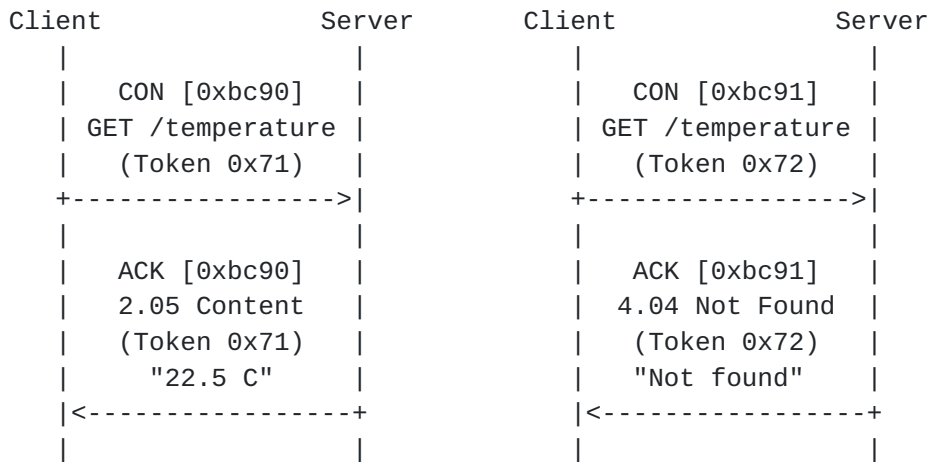 Client Server Client Server
CON [0xbc90] CON [0xbc91]
GET /temperature GET /temperature
(Token 0x71) (Token 0x72)
ACK [0xbc90] ACK [0xbc91]
2.05 Content 4.04 Not Found
(Token 0x71) (Token 0x72)
"22.5 C" "Not found"